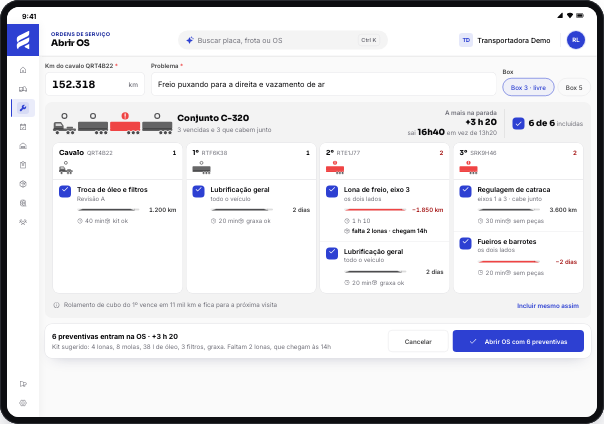 9:41
ORDENS DE SERVIÇO
Abrir OS
Buscar placa, frota ou OS
Ctrl K
TD
Transportadora Demo
RL
Km do cavalo QRT4B22 *
152.318 km
Problema *
Freio puxando para a direita e vazamento de ar
Box
Box 3 · livre
Box 5
Conjunto C-320
3 vencidas e 3 que cabem junto
A mais na parada
+3 h 20
sai 16h40 em vez de 13h20
6 de 6 incluídas
Cavalo QRT4B22 1
Troca de óleo e filtros
Revisão A
1.200 km
40 min kit ok
1º RTF8K38 1
Lubrificação geral
todo o veículo
2 dias
20 min graxa ok
2º RTE1J77 2
Lona de freio, eixo 3
os dois lados
−1.850 km
1 h 10
falta 2 lonas · chegam 14h
Lubrificação geral
todo o veículo
2 dias
20 min graxa ok
3º SRK9H46 2
Regulagem de catraca
eixos 1 a 3 · cabe junto
3.600 km
30 min sem peças
Fueiros e barrotes
os dois lados
−2 dias
20 min sem peças
Rolamento de cubo do 1º vence em 11 mil km e fica para a próxima visita
Incluir mesmo assim
6 preventivas entram na OS · +3 h 20
Kit sugerido: 4 lonas, 8 molas, 38 l de óleo, 3 filtros, graxa. Faltam 2 lonas, que chegam às 14h
Cancelar
Abrir OS com 6 preventivas